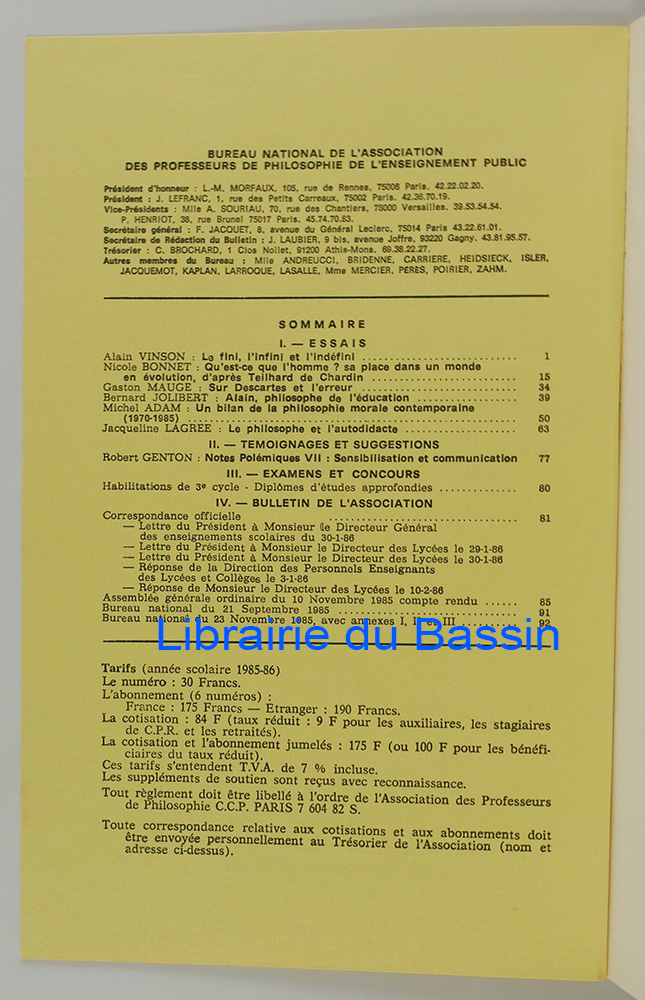 BUREAU NATIONAL DE L'ASSOCIATION
DES PROFESSEURS DE PHILOSOPHIE DE L'ENSEIGNEMENT PUBLIC
Président d'honneur : L.-M. MORFAUX, 105, rue de Rennes, 75006 Paris. 42.22.02.20.
Président : J. LEFRANC, 1, rue des Petits Carreaux, 75002 Paris. 42.36.70.19.
Vice-Présidents : Mlle A. SOURIAU, 70, rue des Chantiers, 78000 Versailles. 39.53.54.54.
P. HENRIOT, 38, rue Brunel 75017 Paris. 45.74.70.83.
Secrétaire général : F. JACQUET, 8, avenue du Général Leclerc, 75014 Paris 43.22.61.01.
Secrétaire de Rédaction du Bulletin : J. LAUBIER, 9 bis, avenue Joffre, 93220 Gagny. 43.81.95.57.
Trésorier : C. BROCHARD, 1 Clos Nollet, 91200 Athis-Mons. 69.38.22.27.
Autres membres du Bureau : Mlle ANDREUCCI, BRIDENNE, CARRIERE, HEIDSIECK, ISLER,
JACQUEMOT, KAPLAN, LARROQUE, LASALLE, Mme MERCIER, PERES, POIRIER, ZAHM.
SOMMAIRE
I. — ESSAIS
Alain VINSON : Le fini, l'infini et l'indéfini .......................... 1
Nicole BONNET : Qu'est-ce que l'homme ? sa place dans un monde
en évolution, d'après Teilhard de Chardin .......................... 15
Gaston MAUGE : Sur Descartes et l'erreur .......................... 34
Bernard JOLIBERT : Alain, philosophe de l'éducation .................. 39
Michel ADAM : Un bilan de la philosophie morale contemporaine
(1970-1985) .......................... 50
Jacqueline LAGREE : Le philosophe et l'autodidacte .................. 63
II. — TEMOIGNAGES ET SUGGESTIONS
Robert GENTON : Notes Polémiques VII : Sensibilisation et communication 77
III. — EXAMENS ET CONCOURS
Habilitations de 3e cycle - Diplômes d'études approfondies .............. 80
IV. — BULLETIN DE L'ASSOCIATION
Correspondance officielle .......................... 81
— Lettre du Président à Monsieur le Directeur Général
des enseignements scolaires du 30-1-86
— Lettre du Président à Monsieur le Directeur des Lycées le 29-1-86
— Lettre du Président à Monsieur le Directeur des Lycées le 30-1-86
— Réponse de la Direction des Personnels Enseignants
des Lycées et Collèges le 3-1-86
— Réponse de Monsieur le Directeur des Lycées le 10-2-86
Assemblée générale ordinaire du 10 Novembre 1985 compte rendu ...... 85
Bureau national du 21 Septembre 1985 .......................... 91
Bureau national du 23 Novembre 1985, avec annexes I, II et III ......... 92
Librairie du Bassin
Tarifs (année scolaire 1985-86)
Le numéro : 30 Francs.
L'abonnement (6 numéros) :
France : 175 Francs — Etranger : 190 Francs.
La cotisation : 84 F (taux réduit : 9 F pour les auxiliaires, les stagiaires
de C.P.R. et les retraités).
La cotisation et l'abonnement jumelés : 175 F (ou 100 F pour les bénéfi-
ciaires du taux réduit).
Ces tarifs s'entendent T.V.A. de 7 % incluse.
Les suppléments de soutien sont reçus avec reconnaissance.
Tout règlement doit être libellé à l'ordre de l'Association des Professeurs
de Philosophie C.C.P. PARIS 7 604 82 S.
Toute correspondance relative aux cotisations et aux abonnements doit
être envoyée personnellement au Trésorier de l'Association (nom et
adresse ci-dessus).